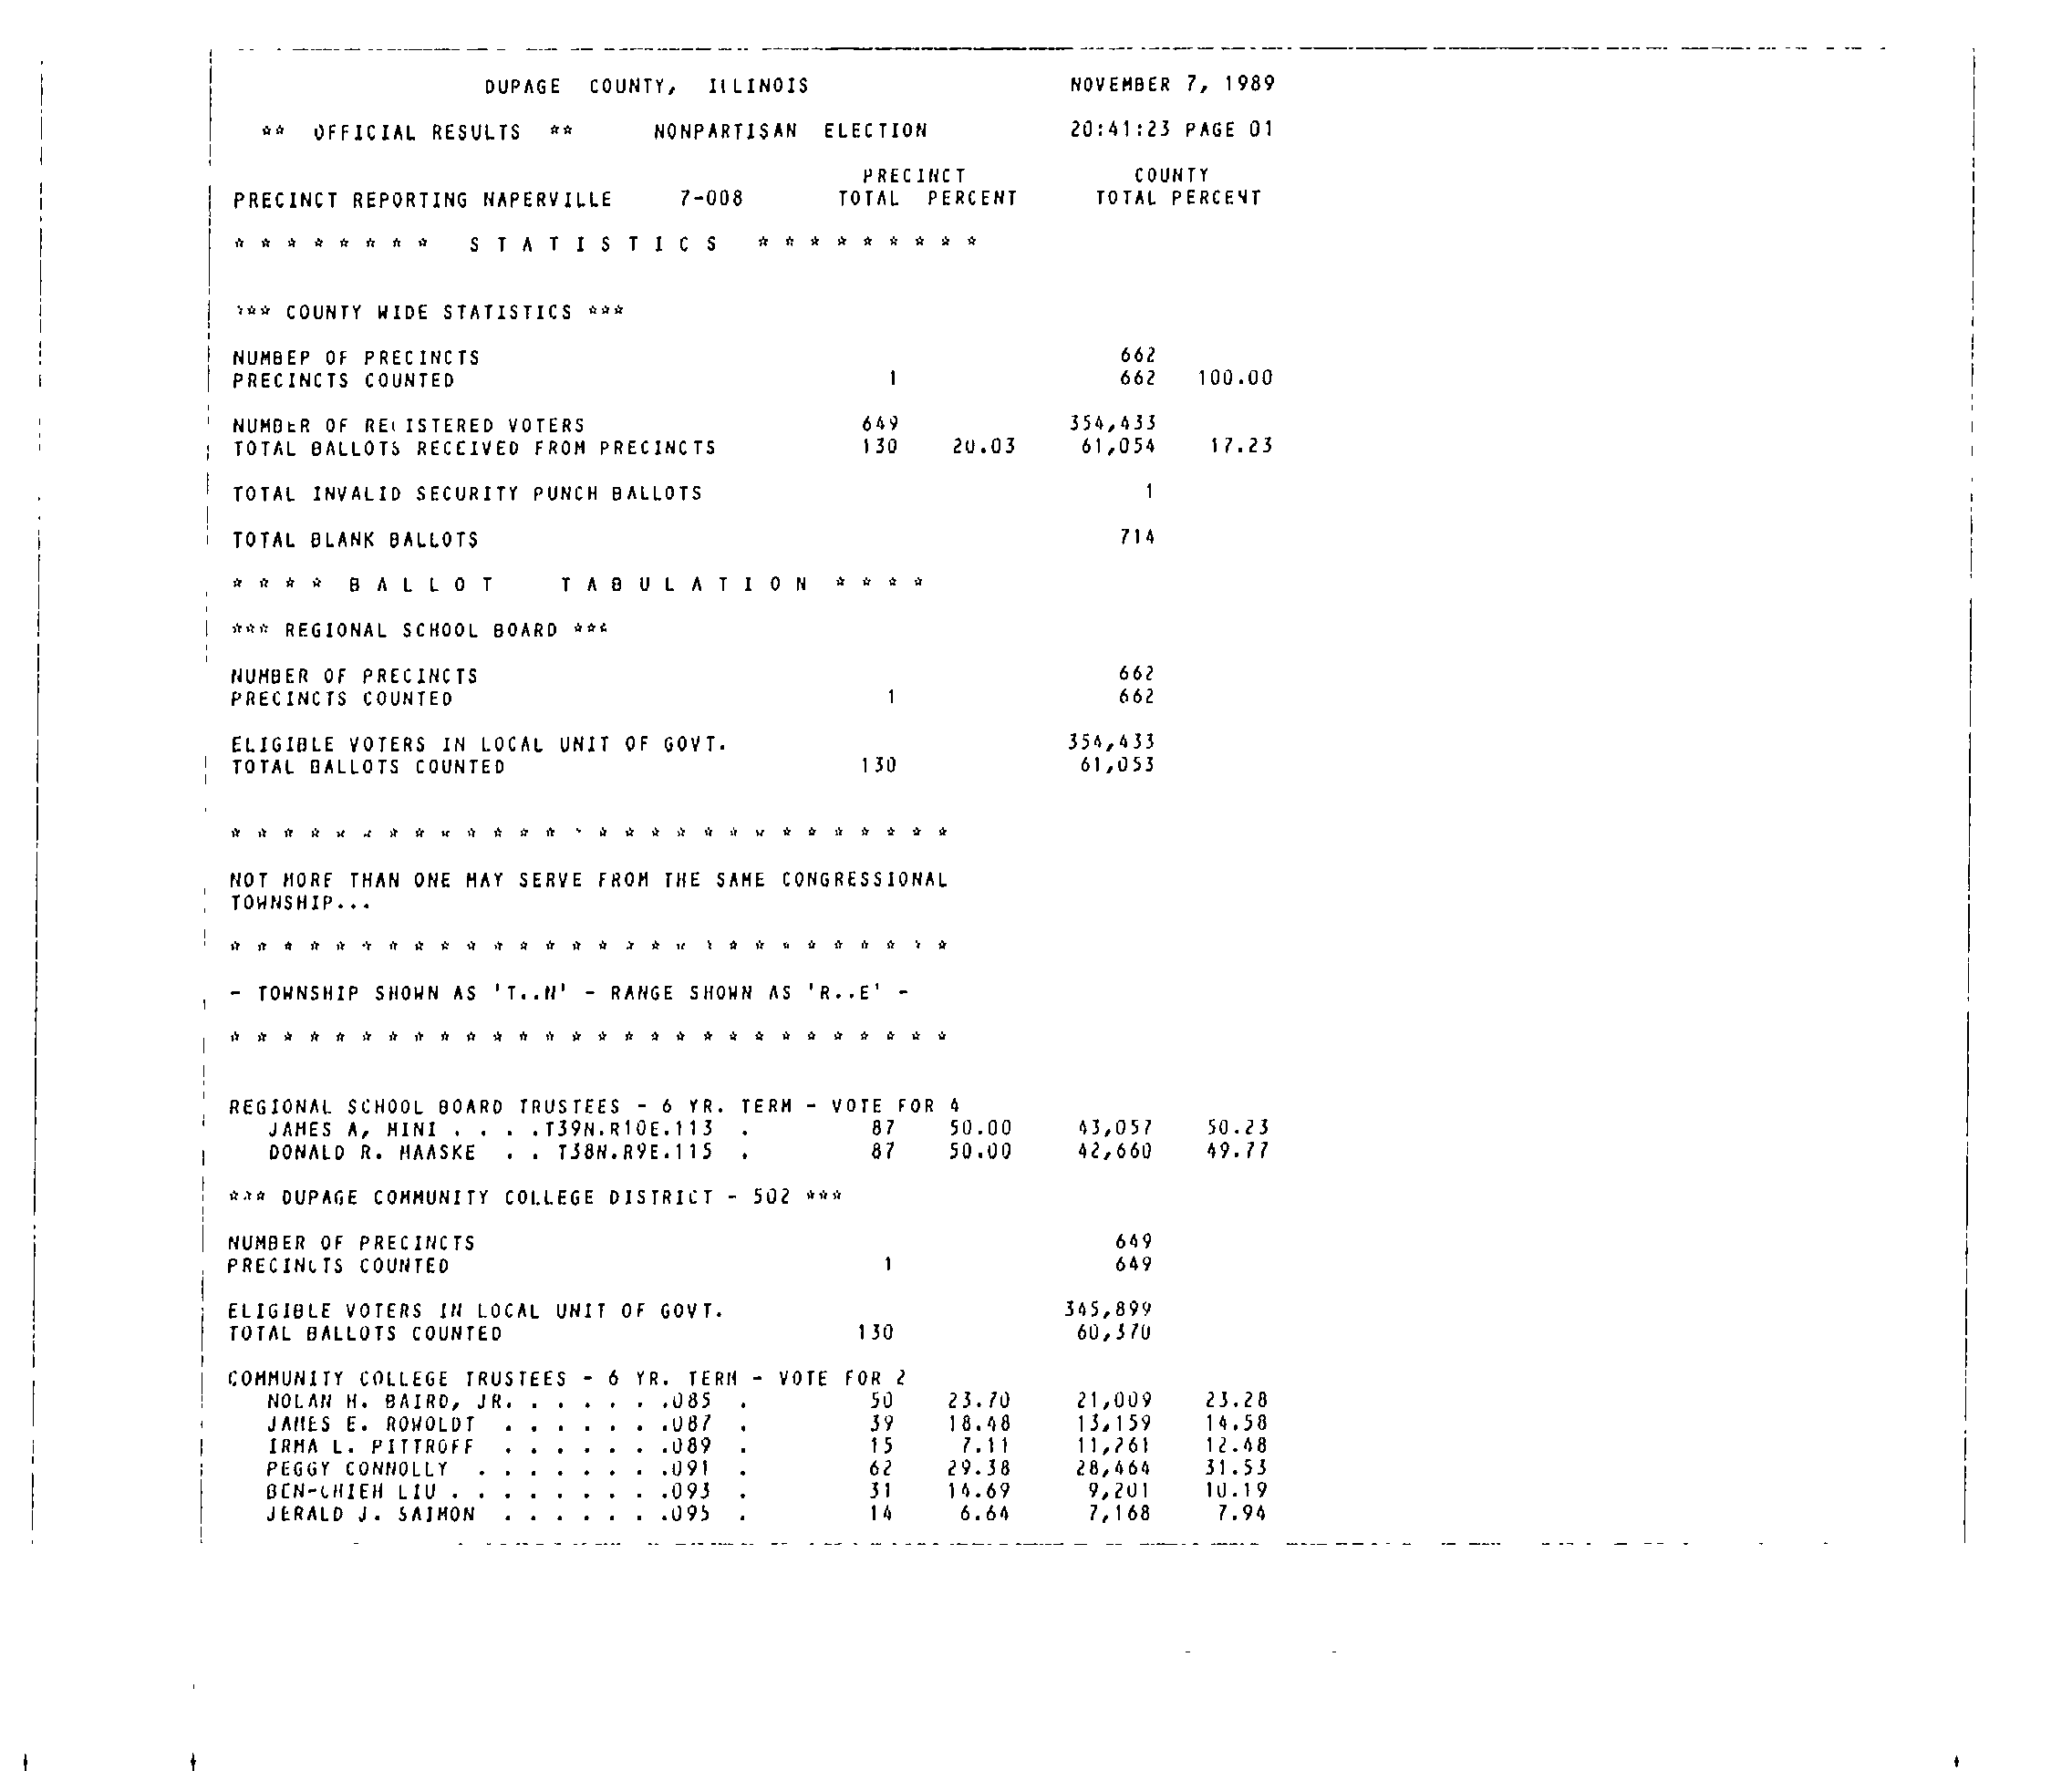 DUPAGE COUNTY, ILLINOIS NOVEMBER 7, 1989
** OFFICIAL RESULTS ** NONPARTISAN ELECTION 20:41:23 PAGE 01
PRECINCT COUNTY
PRECINCT REPORTING NAPERVILLE 7-008 TOTAL PERCENT TOTAL PERCENT
* * * * * * * * S T A T I S T I C S * * * * * * * * *
*** COUNTY WIDE STATISTICS ***
NUMBER OF PRECINCTS 662
PRECINCTS COUNTED 1 662 100.00
NUMBER OF REGISTERED VOTERS 649 354,433
TOTAL BALLOTS RECEIVED FROM PRECINCTS 130 20.03 61,054 17.23
TOTAL INVALID SECURITY PUNCH BALLOTS 1
TOTAL BLANK BALLOTS 714
* * * * B A L L O T T A B U L A T I O N * * * *
*** REGIONAL SCHOOL BOARD ***
NUMBER OF PRECINCTS 662
PRECINCTS COUNTED 1 662
ELIGIBLE VOTERS IN LOCAL UNIT OF GOVT. 354,433
TOTAL BALLOTS COUNTED 130 61,053
* * * * * * * * * * * * * * * * * * * * * * * * * * * *
NOT MORE THAN ONE MAY SERVE FROM THE SAME CONGRESSIONAL
TOWNSHIP...
* * * * * * * * * * * * * * * * * * * * * * * * * * * *
- TOWNSHIP SHOWN AS 'T..N' - RANGE SHOWN AS 'R..E' -
* * * * * * * * * * * * * * * * * * * * * * * * * * * *
REGIONAL SCHOOL BOARD TRUSTEES - 6 YR. TERM - VOTE FOR 4
JAMES A, MINI . . . .T39N.R10E.113 . 87 50.00 43,057 50.23
DONALD R. HAASKE . . T38N.R9E.115 . 87 50.00 42,660 49.77
*** DUPAGE COMMUNITY COLLEGE DISTRICT - 502 ***
NUMBER OF PRECINCTS 649
PRECINCTS COUNTED 1 649
ELIGIBLE VOTERS IN LOCAL UNIT OF GOVT. 345,899
TOTAL BALLOTS COUNTED 130 60,370
COMMUNITY COLLEGE TRUSTEES - 6 YR. TERM - VOTE FOR 2
NOLAN H. BAIRD, JR. . . . . . .085 . 50 23.70 21,009 23.28
JAMES E. ROWOLDT . . . . . . .087 . 39 18.48 13,159 14.58
IRMA L. PITTROFF . . . . . . .089 . 15 7.11 11,261 12.48
PEGGY CONNOLLY . . . . . . . .091 . 62 29.38 28,464 31.53
BEN-CHIEH LIU . . . . . . . . .093 . 31 14.69 9,201 10.19
JERALD J. SAIMON . . . . . . .095 . 14 6.64 7,168 7.94